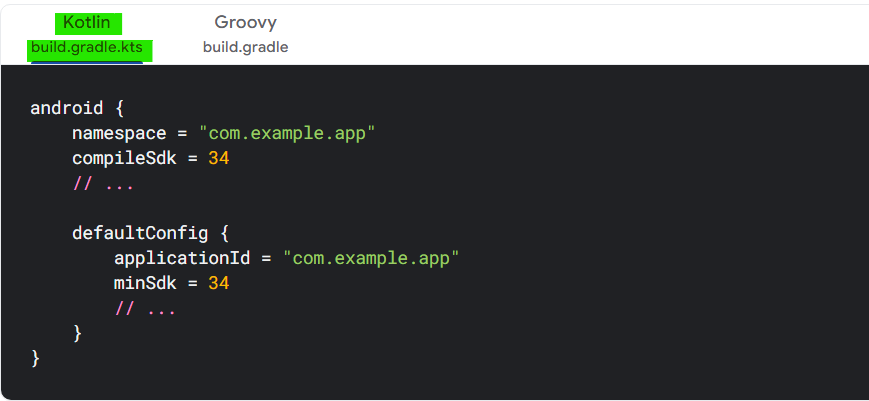 Kotlin Groovy
build.gradle.kts build.gradle
android {
    namespace = "com.example.app"
    compileSdk = 34
    // ...

    defaultConfig {
        applicationId = "com.example.app"
        minSdk = 34
        // ...
    }
}